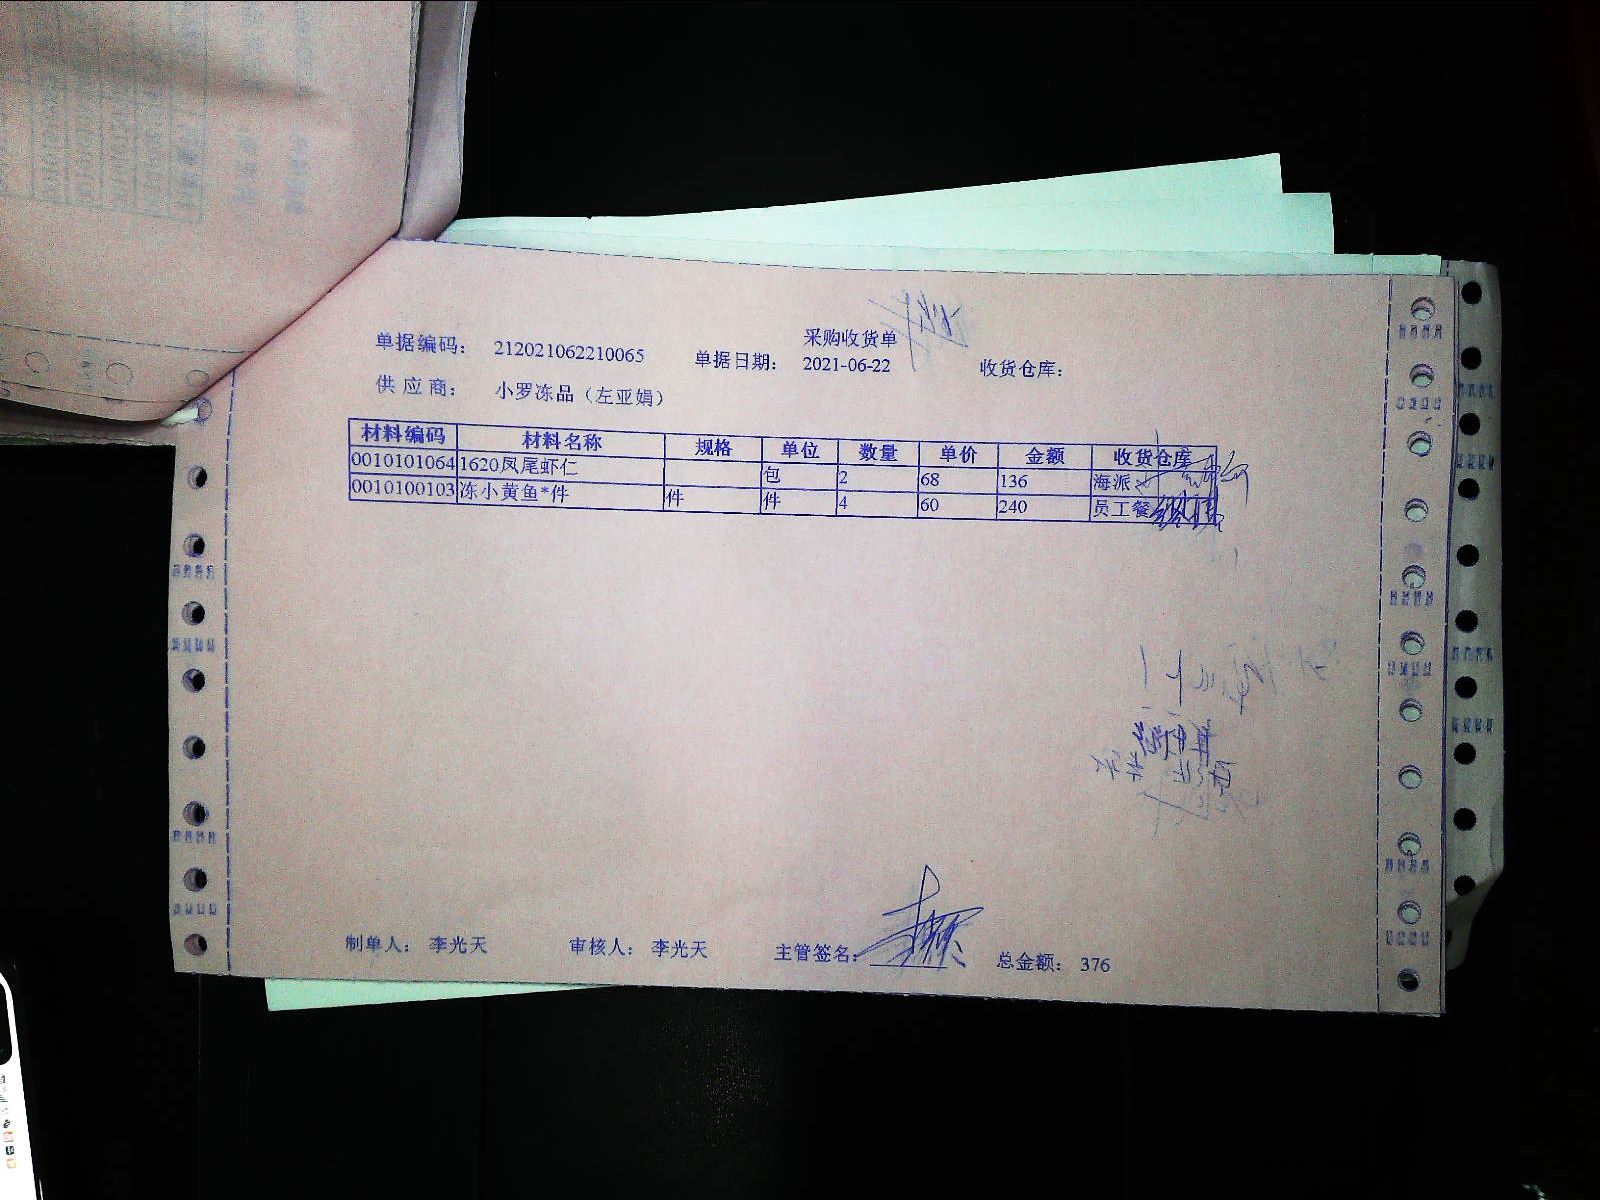 采购收货单
单据编码： 212021062210065 单据日期： 2021-06-22 收货仓库：
供应商： 小罗冻品（左亚娟）
材料编码 材料名称 规格 单位 数量 单价 金额 收货仓库
0010101064 1620凤尾虾仁 包 2 68 136 海派
0010100103 冻小黄鱼*件 件 件 4 60 240 员工餐
制单人： 李光天 审核人： 李光天 主管签名： 总金额： 376